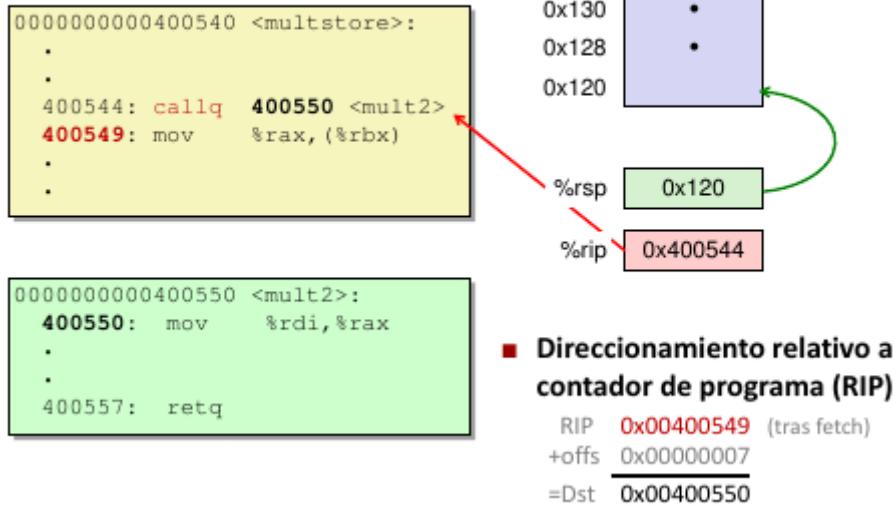 0000000000400540 <multstore>:
.
.
400544: callq 400550 <mult2>
400549: mov %rax,(%rbx)
.
.
0x130 •
0x128 •
0x120
%rsp 0x120
%rip 0x400544
0000000000400550 <mult2>:
400550: mov %rdi,%rax
.
.
400557: retq
■ Direccionamiento relativo a
contador de programa (RIP)
RIP 0x00400549 (tras fetch)
+offs 0x00000007
=Dst 0x00400550